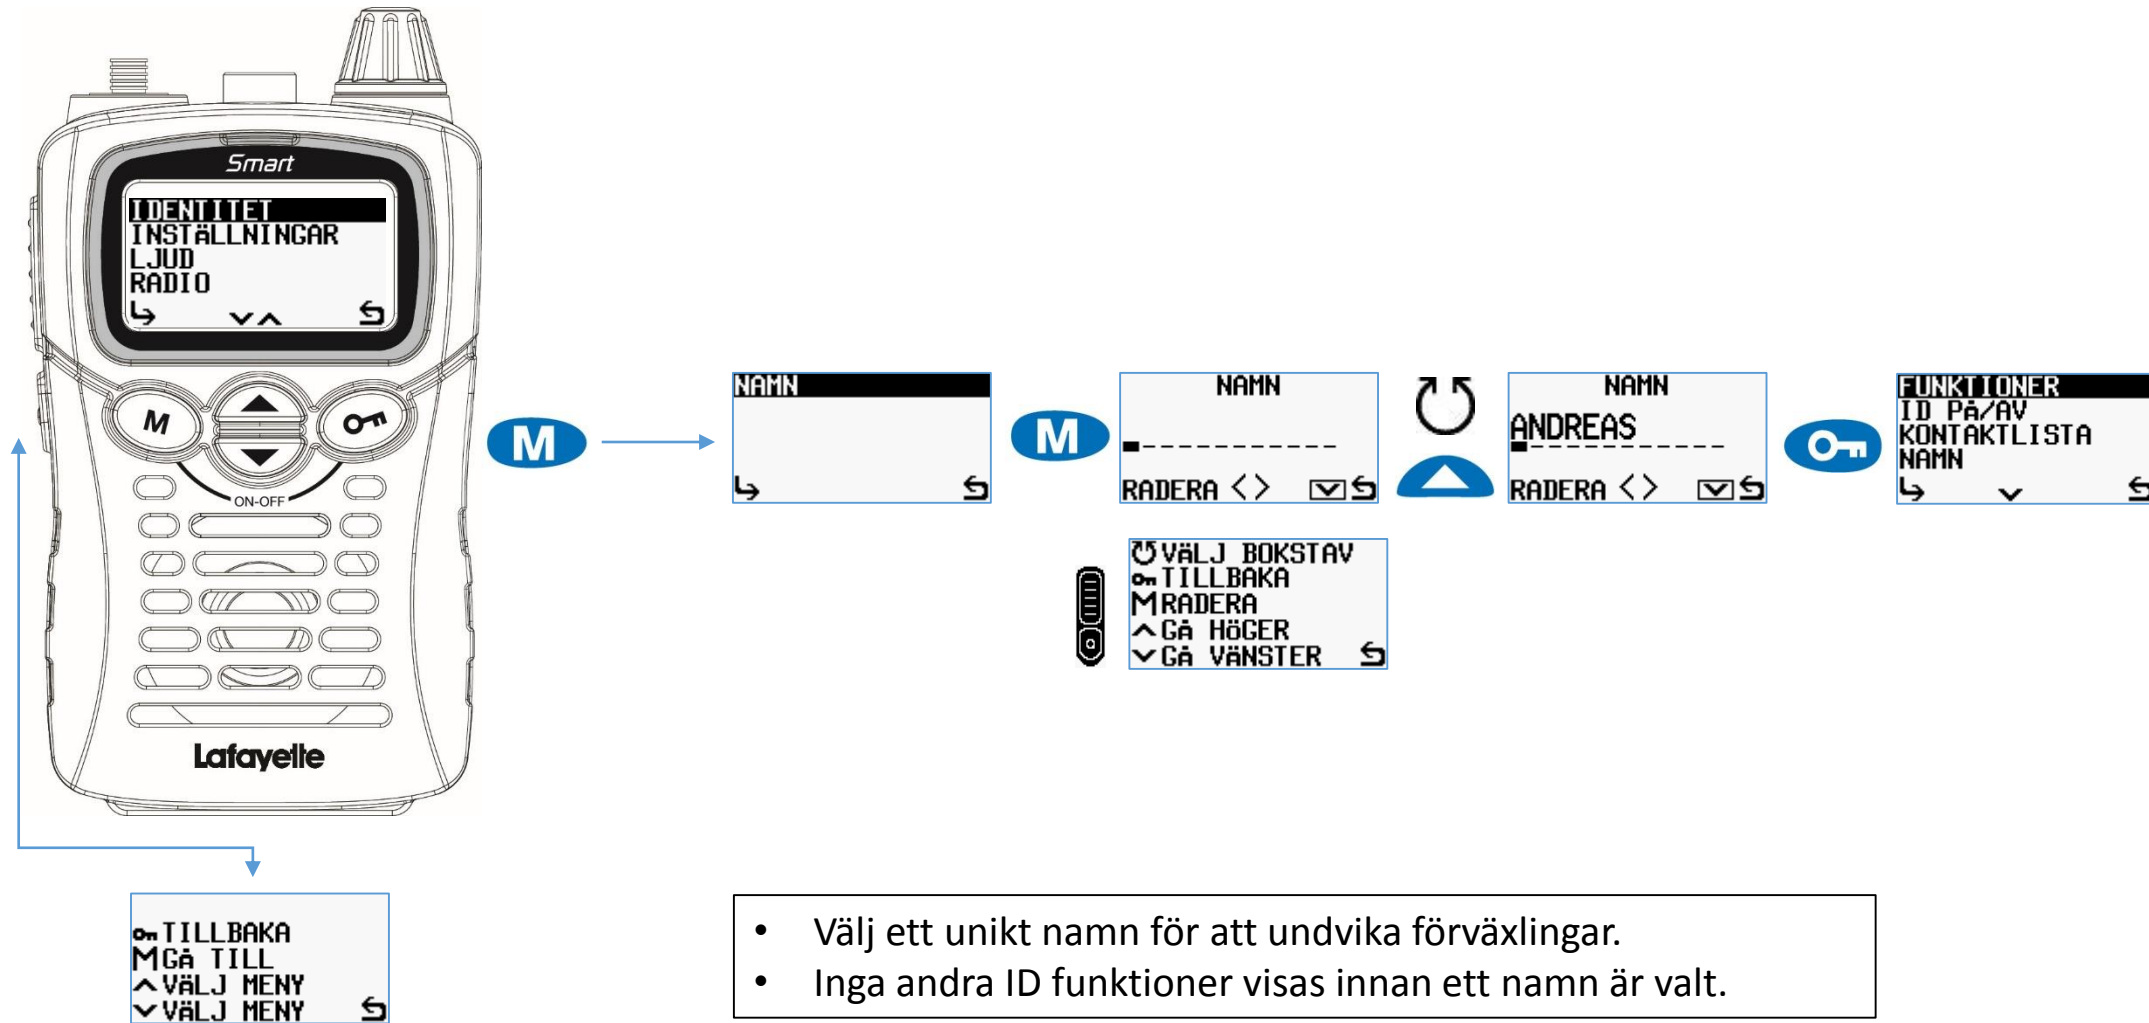 Smart
IDENTITET
INSTÄLLNINGAR
LJUD
RADIO
M
ON-OFF
Lafayette
M
NAMN
M
NAMN
RADERA < >
NAMN
ANDREAS
RADERA < >
FUNKTIONER
ID PÅ/AV
KONTAKTLISTA
NAMN
VÄLJ BOKSTAV
TILLBAKA
M RADERA
GÅ HÖGER
GÅ VÄNSTER
TILLBAKA
M GÅ TILL
VÄLJ MENY
VÄLJ MENY
• Välj ett unikt namn för att undvika förväxlingar.
• Inga andra ID funktioner visas innan ett namn är valt.